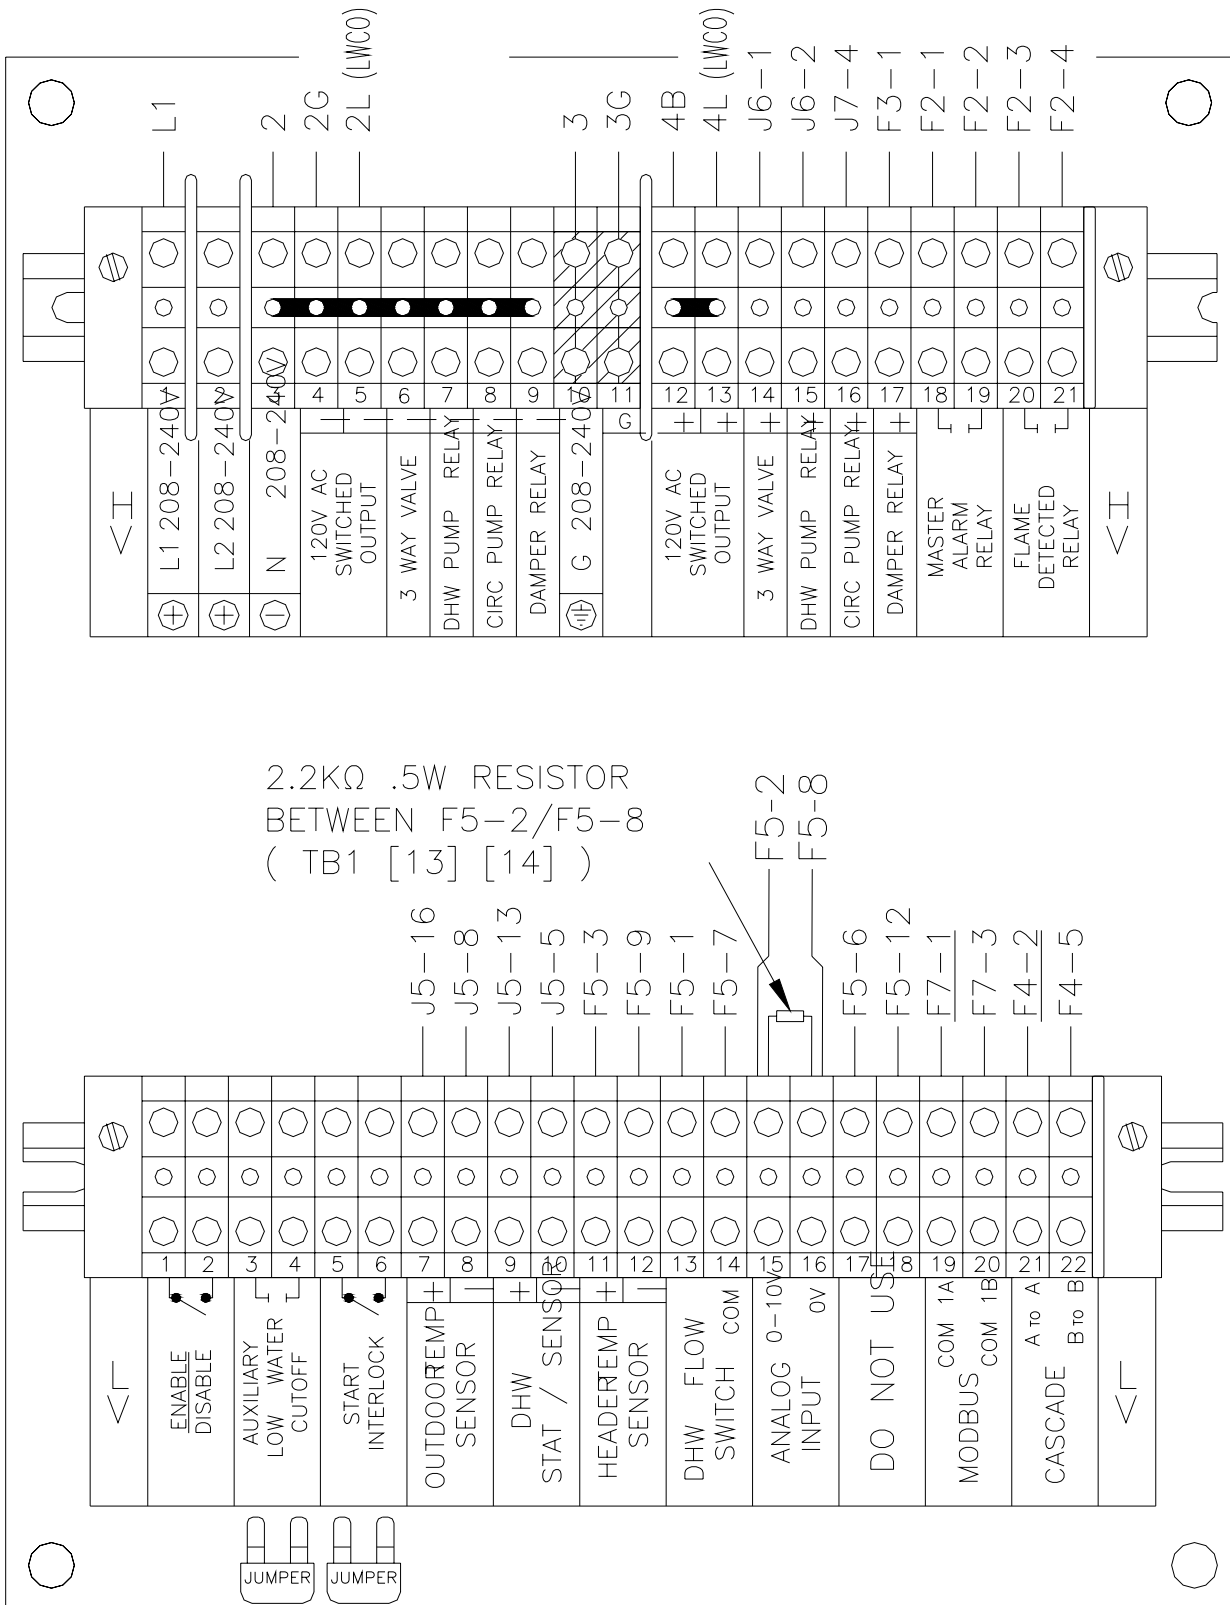 L1
2
2G
2L (LWCO)
3
3G
4B
4L (LWCO)
J6-1
J6-2
J7-4
F3-1
F2-1
F2-2
F2-3
F2-4
1 2 3 4 5 6 7 8 9 10 11 12 13 14 15 16 17 18 19 20 21
<H
L1 208-240V
L2 208-240V
N 208-240V
120V AC
SWITCHED
OUTPUT
3 WAY VALVE
DHW PUMP RELAY
CIRC PUMP RELAY
DAMPER RELAY
G 208-240V
G
120V AC
SWITCHED
OUTPUT
3 WAY VALVE
DHW PUMP RELAY
CIRC PUMP RELAY
DAMPER RELAY
MASTER
ALARM
RELAY
FLAME
DETECTED
RELAY
<H
2.2KΩ .5W RESISTOR
BETWEEN F5-2/F5-8
( TB1 [13] [14] )
J5-16
J5-8
J5-13
J5-5
F5-3
F5-9
F5-1
F5-7
F5-2
F5-8
F5-6
F5-12
F7-1
F7-3
F4-2
F4-5
1 2 3 4 5 6 7 8 9 10 11 12 13 14 15 16 17 18 19 20 21 22
<L
ENABLE
DISABLE
AUXILIARY
LOW WATER
CUTOFF
START
INTERLOCK
OUTDOOR TEMP
SENSOR
DHW
STAT / SENSOR
HEADER TEMP
SENSOR
DHW FLOW
SWITCH COM
ANALOG 0-10V
INPUT 0V
DO NOT USE
MODBUS
COM 1A
COM 1B
CASCADE
A TO A
B TO B
<L
JUMPER
JUMPER